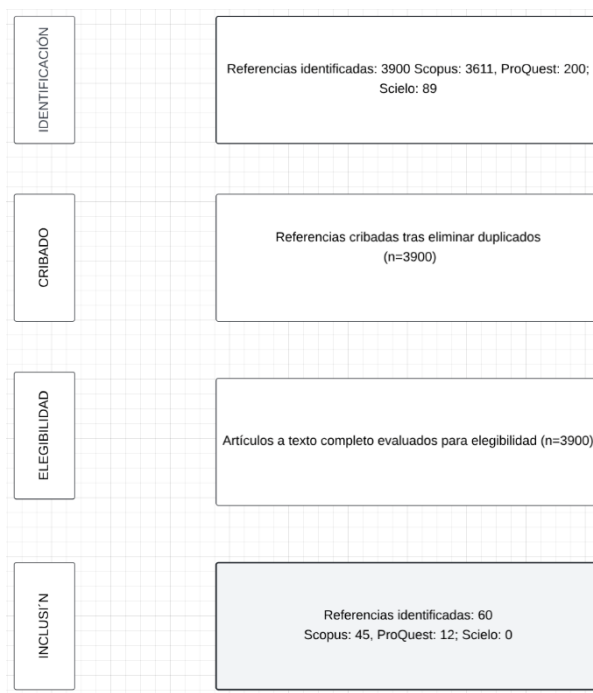 IDENTIFICACIÓN
Referencias identificadas: 3900 Scopus: 3611, ProQuest: 200;
Scielo: 89
CRIBADO
Referencias cribadas tras eliminar duplicados
(n=3900)
ELEGIBILIDAD
Artículos a texto completo evaluados para elegibilidad (n=3900)
INCLUSI´N
Referencias identificadas: 60
Scopus: 45, ProQuest: 12; Scielo: 0